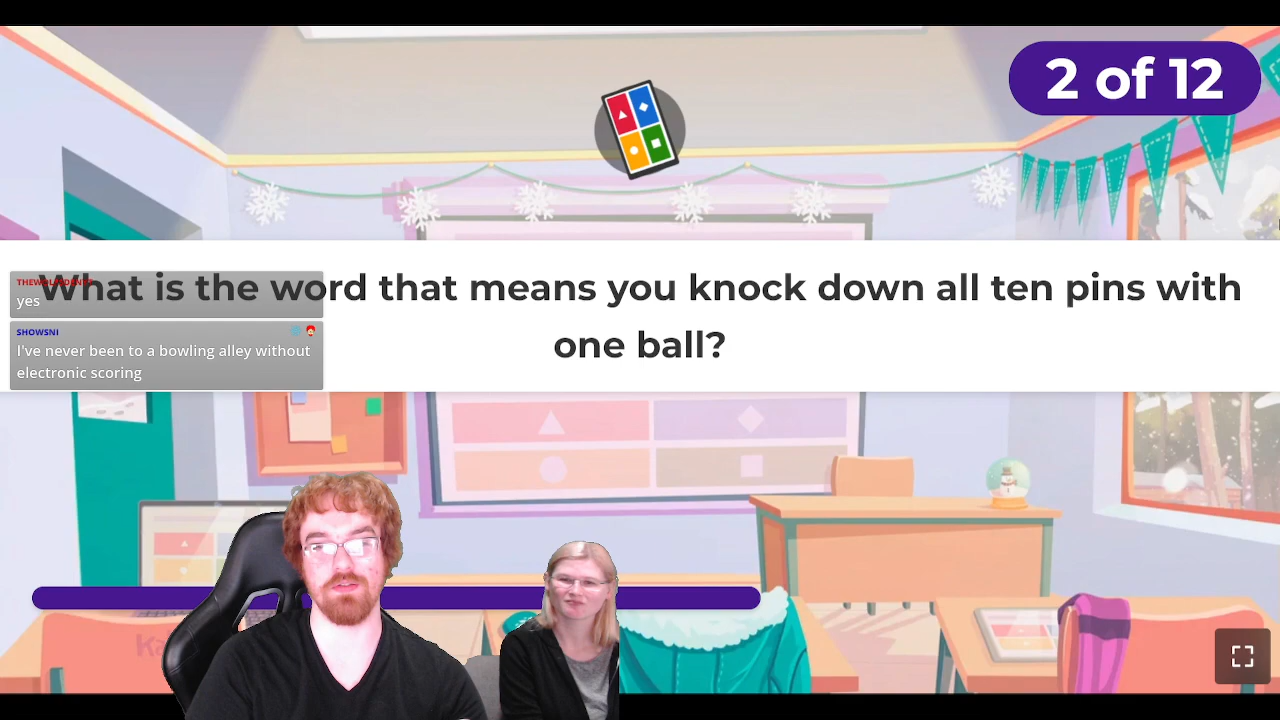 2 of 12
What is the word that means you knock down all ten pins with
one ball?
yes
SHOWSNI
I've never been to a bowling alley without
electronic scoring